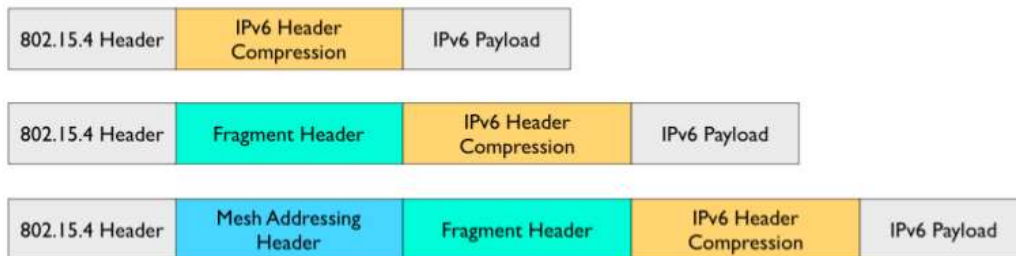 802.15.4 Header
IPv6 Header
Compression
IPv6 Payload
802.15.4 Header
Fragment Header
IPv6 Header
Compression
IPv6 Payload
802.15.4 Header
Mesh Addressing
Header
Fragment Header
IPv6 Header
Compression
IPv6 Payload